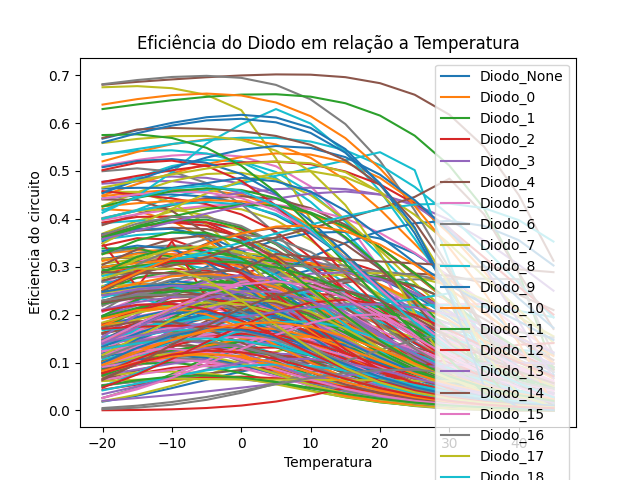 Eficiência do Diodo em relação a Temperatura
Eficiencia do circuito
0.7
0.6
0.5
0.4
0.3
0.2
0.1
0.0
−20
−10
0
10
20
30
40
Temperatura
Diodo_None
Diodo_0
Diodo_1
Diodo_2
Diodo_3
Diodo_4
Diodo_5
Diodo_6
Diodo_7
Diodo_8
Diodo_9
Diodo_10
Diodo_11
Diodo_12
Diodo_13
Diodo_14
Diodo_15
Diodo_16
Diodo_17
Diodo_18